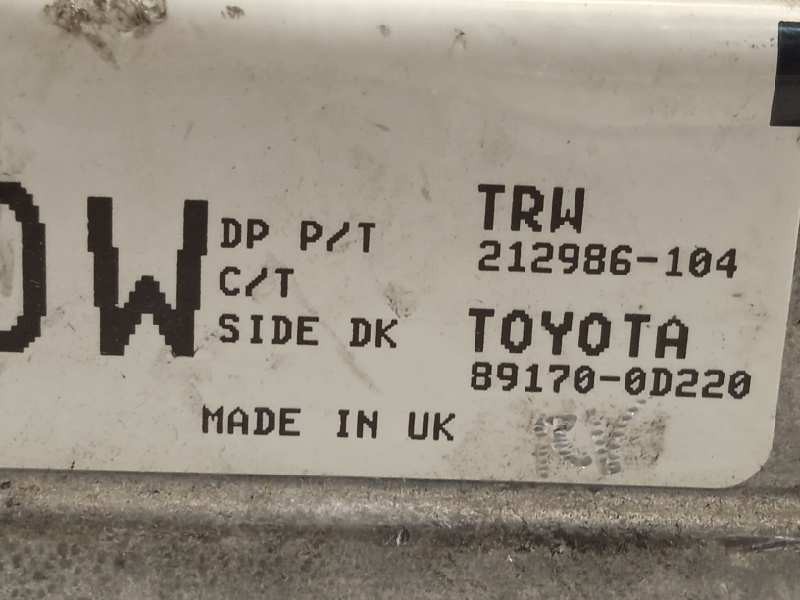 DW
DP P/T
C/T
SIDE DK
MADE IN UK
TRW
212986-104
TOYOTA
89170-0D220